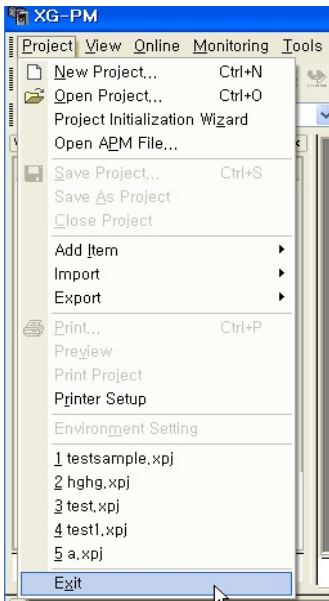 XG-PM
Project View Online Monitoring Tools
New Project... Ctrl+N
Open Project... Ctrl+O
Project Initialization Wizard
Open APM File...
Save Project... Ctrl+S
Save As Project
Close Project
Add Item
Import
Export
Print... Ctrl+P
Preview
Print Project
Printer Setup
Environment Setting
1 testsample.xpj
2 hghg.xpj
3 test.xpj
4 test1.xpj
5 a.xpj
Exit